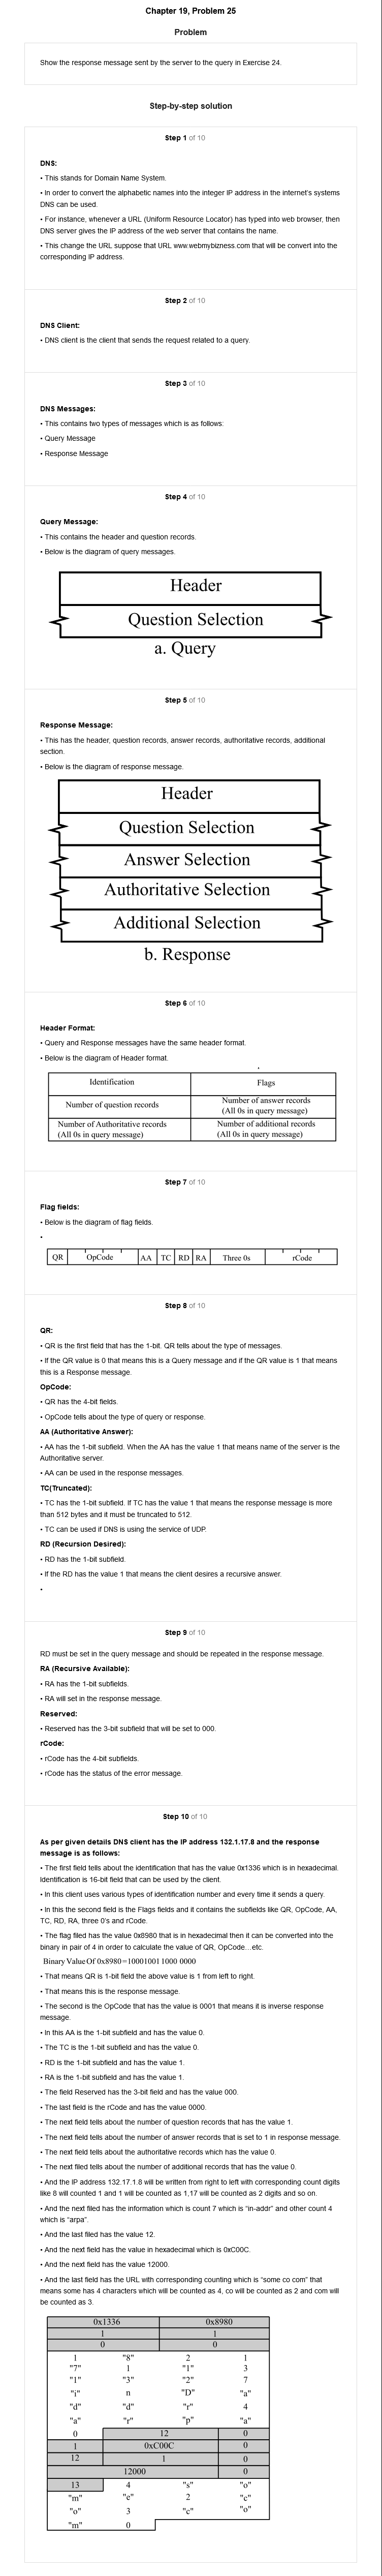 Chapter 19, Problem 25
Problem
Show the response message sent by the server to the query in Exercise 24.
Step-by-step solution
Step 1 of 10
DNS:
• This stands for Domain Name System.
• In order to convert the alphabetic names into the integer IP address in the internet's systems
DNS can be used.
• For instance, whenever a URL (Uniform Resource Locator) has typed into web browser, then
DNS server gives the IP address of the web server that contains the name.
• This change the URL suppose that URL www.webmybizness.com that will be convert into the
corresponding IP address.
Step 2 of 10
DNS Client:
• DNS client is the client that sends the request related to a query.
Step 3 of 10
DNS Messages:
• This contains two types of messages which is as follows:
• Query Message
• Response Message
Step 4 of 10
Query Message:
• This contains the header and question records.
• Below is the diagram of query messages.
Header
Question Selection
a. Query
Step 5 of 10
Response Message:
• This has the header, question records, answer records, authoritative records, additional
section.
• Below is the diagram of response message.
Header
Question Selection
Answer Selection
Authoritative Selection
Additional Selection
b. Response
Step 6 of 10
Header Format:
• Query and Response messages have the same header format.
• Below is the diagram of Header format.
Identification Flags
Number of question records Number of answer records
(All 0s in query message)
Number of Authoritative records Number of additional records
(All 0s in query message) (All 0s in query message)
Step 7 of 10
Flag fields:
• Below is the diagram of flag fields.
•
QR OpCode AA TC RD RA Three 0s rCode
Step 8 of 10
QR:
• QR is the first field that has the 1-bit. QR tells about the type of messages.
• If the QR value is 0 that means this is a Query message and if the QR value is 1 that means
this is a Response message.
OpCode:
• QR has the 4-bit fields.
• OpCode tells about the type of query or response.
AA (Authoritative Answer):
• AA has the 1-bit subfield. When the AA has the value 1 that means name of the server is the
Authoritative server.
• AA can be used in the response messages.
TC(Truncated):
• TC has the 1-bit subfield. If TC has the value 1 that means the response message is more
than 512 bytes and it must be truncated to 512.
• TC can be used if DNS is using the service of UDP.
RD (Recursion Desired):
• RD has the 1-bit subfield.
• If the RD has the value 1 that means the client desires a recursive answer.
•
Step 9 of 10
RD must be set in the query message and should be repeated in the response message.
RA (Recursive Available):
• RA has the 1-bit subfields.
• RA will set in the response message.
Reserved:
• Reserved has the 3-bit subfield that will be set to 000.
rCode:
• rCode has the 4-bit subfields.
• rCode has the status of the error message.
Step 10 of 10
As per given details DNS client has the IP address 132.1.17.8 and the response
message is as follows:
• The first field tells about the identification that has the value 0x1336 which is in hexadecimal.
Identification is 16-bit field that can be used by the client.
• In this client uses various types of identification number and every time it sends a query.
• In this the second field is the Flags fields and it contains the subfields like QR, OpCode, AA,
TC, RD, RA, three 0's and rCode.
• The flag filed has the value 0x8980 that is in hexadecimal then it can be converted into the
binary in pair of 4 in order to calculate the value of QR, OpCode…etc.
Binary Value Of 0x8980=10001001 1000 0000
• That means QR is 1-bit field the above value is 1 from left to right.
• That means this is the response message.
• The second is the OpCode that has the value is 0001 that means it is inverse response
message.
• In this AA is the 1-bit subfield and has the value 0.
• The TC is the 1-bit subfield and has the value 0.
• RD is the 1-bit subfield and has the value 1.
• RA is the 1-bit subfield and has the value 1.
• The field Reserved has the 3-bit field and has the value 000.
• The last field is the rCode and has the value 0000.
• The next field tells about the number of question records that has the value 1.
• The next field tells about the number of answer records that is set to 1 in response message.
• The next field tells about the authoritative records which has the value 0.
• The next filed tells about the number of additional records that has the value 0.
• And the IP address 132.17.1.8 will be written from right to left with corresponding count digits
like 8 will counted 1 and 1 will be counted as 1,17 will be counted as 2 digits and so on.
• And the next filed has the information which is count 7 which is "in-addr" and other count 4
which is "arpa".
• And the last filed has the value 12.
• And the next field has the value in hexadecimal which is 0xC00C.
• And the next field has the value 12000.
• And the last field has the URL with corresponding counting which is "some co com" that
means some has 4 characters which will be counted as 4, co will be counted as 2 and com will
be counted as 3.
0x1336 0x8980
1 1
0 0
1 "8" 2 1
"7" 1 "1" 3
"1" "3" "2" 7
"i" n "D" "a"
"d" "d" "r" 4
"a" "r" "p" "a"
0 12 0
1 0xC00C 0
12 1 0
12000 0
13 4 "s" "o"
"m" "e" 2 "c"
"o" 3 "c" "o"
"m" 0